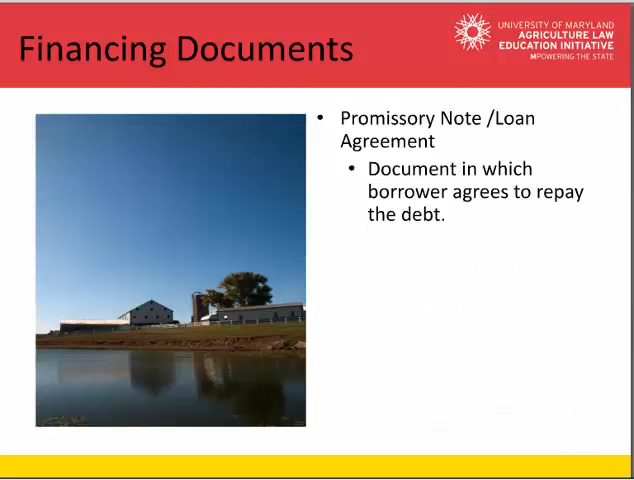 Financing Documents
UNIVERSITY OF MARYLAND
AGRICULTURE LAW
EDUCATION INITIATIVE
MPOWERING THE STATE
• Promissory Note /Loan
Agreement
• Document in which
borrower agrees to repay
the debt.